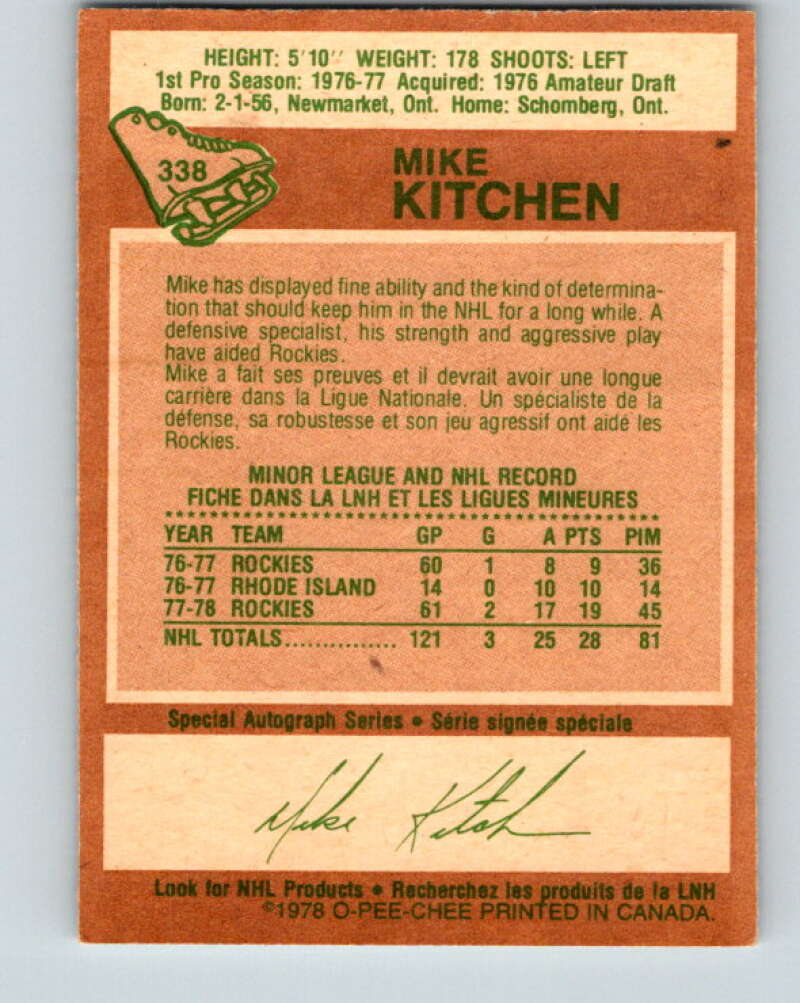 HEIGHT: 5'10'' WEIGHT: 178 SHOOTS: LEFT
1st Pro Season: 1976-77 Acquired: 1976 Amateur Draft
Born: 2-1-56, Newmarket, Ont. Home: Schomberg, Ont.
338
MIKE
KITCHEN
Mike has displayed fine ability and the kind of determina-
tion that should keep him in the NHL for a long while. A
defensive specialist, his strength and aggressive play
have aided Rockies.
Mike a fait ses preuves et il devrait avoir une longue
carrière dans la Ligue Nationale. Un spécialiste de la
défense, sa robustesse et son jeu agressif ont aidé les
Rockies.
MINOR LEAGUE AND NHL RECORD
FICHE DANS LA LNH ET LES LIGUES MINEURES
YEAR TEAM GP G A PTS PIM
76-77 ROCKIES 60 1 8 9 36
76-77 RHODE ISLAND 14 0 10 10 14
77-78 ROCKIES 61 2 17 19 45
NHL TOTALS................ 121 3 25 28 81
Special Autograph Series • Série signée spéciale
Mike Kitch
Look for NHL Products • Recherchez les produits de la LNH
©1978 O-PEE-CHEE PRINTED IN CANADA.